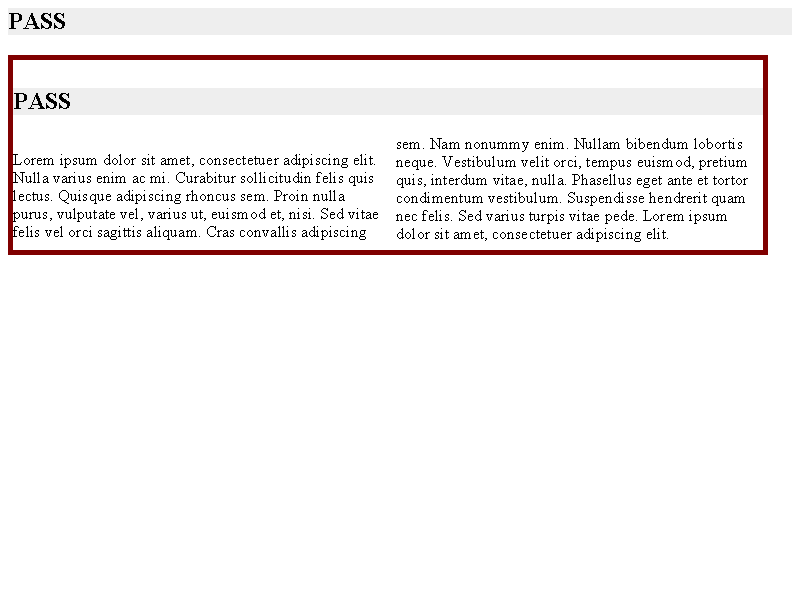 PASS
PASS
Lorem ipsum dolor sit amet, consectetuer adipiscing elit.
Nulla varius enim ac mi. Curabitur sollicitudin felis quis
lectus. Quisque adipiscing rhoncus sem. Proin nulla
purus, vulputate vel, varius ut, euismod et, nisi. Sed vitae
felis vel orci sagittis aliquam. Cras convallis adipiscing
sem. Nam nonummy enim. Nullam bibendum lobortis
neque. Vestibulum velit orci, tempus euismod, pretium
quis, interdum vitae, nulla. Phasellus eget ante et tortor
condimentum vestibulum. Suspendisse hendrerit quam
nec felis. Sed varius turpis vitae pede. Lorem ipsum
dolor sit amet, consectetuer adipiscing elit.